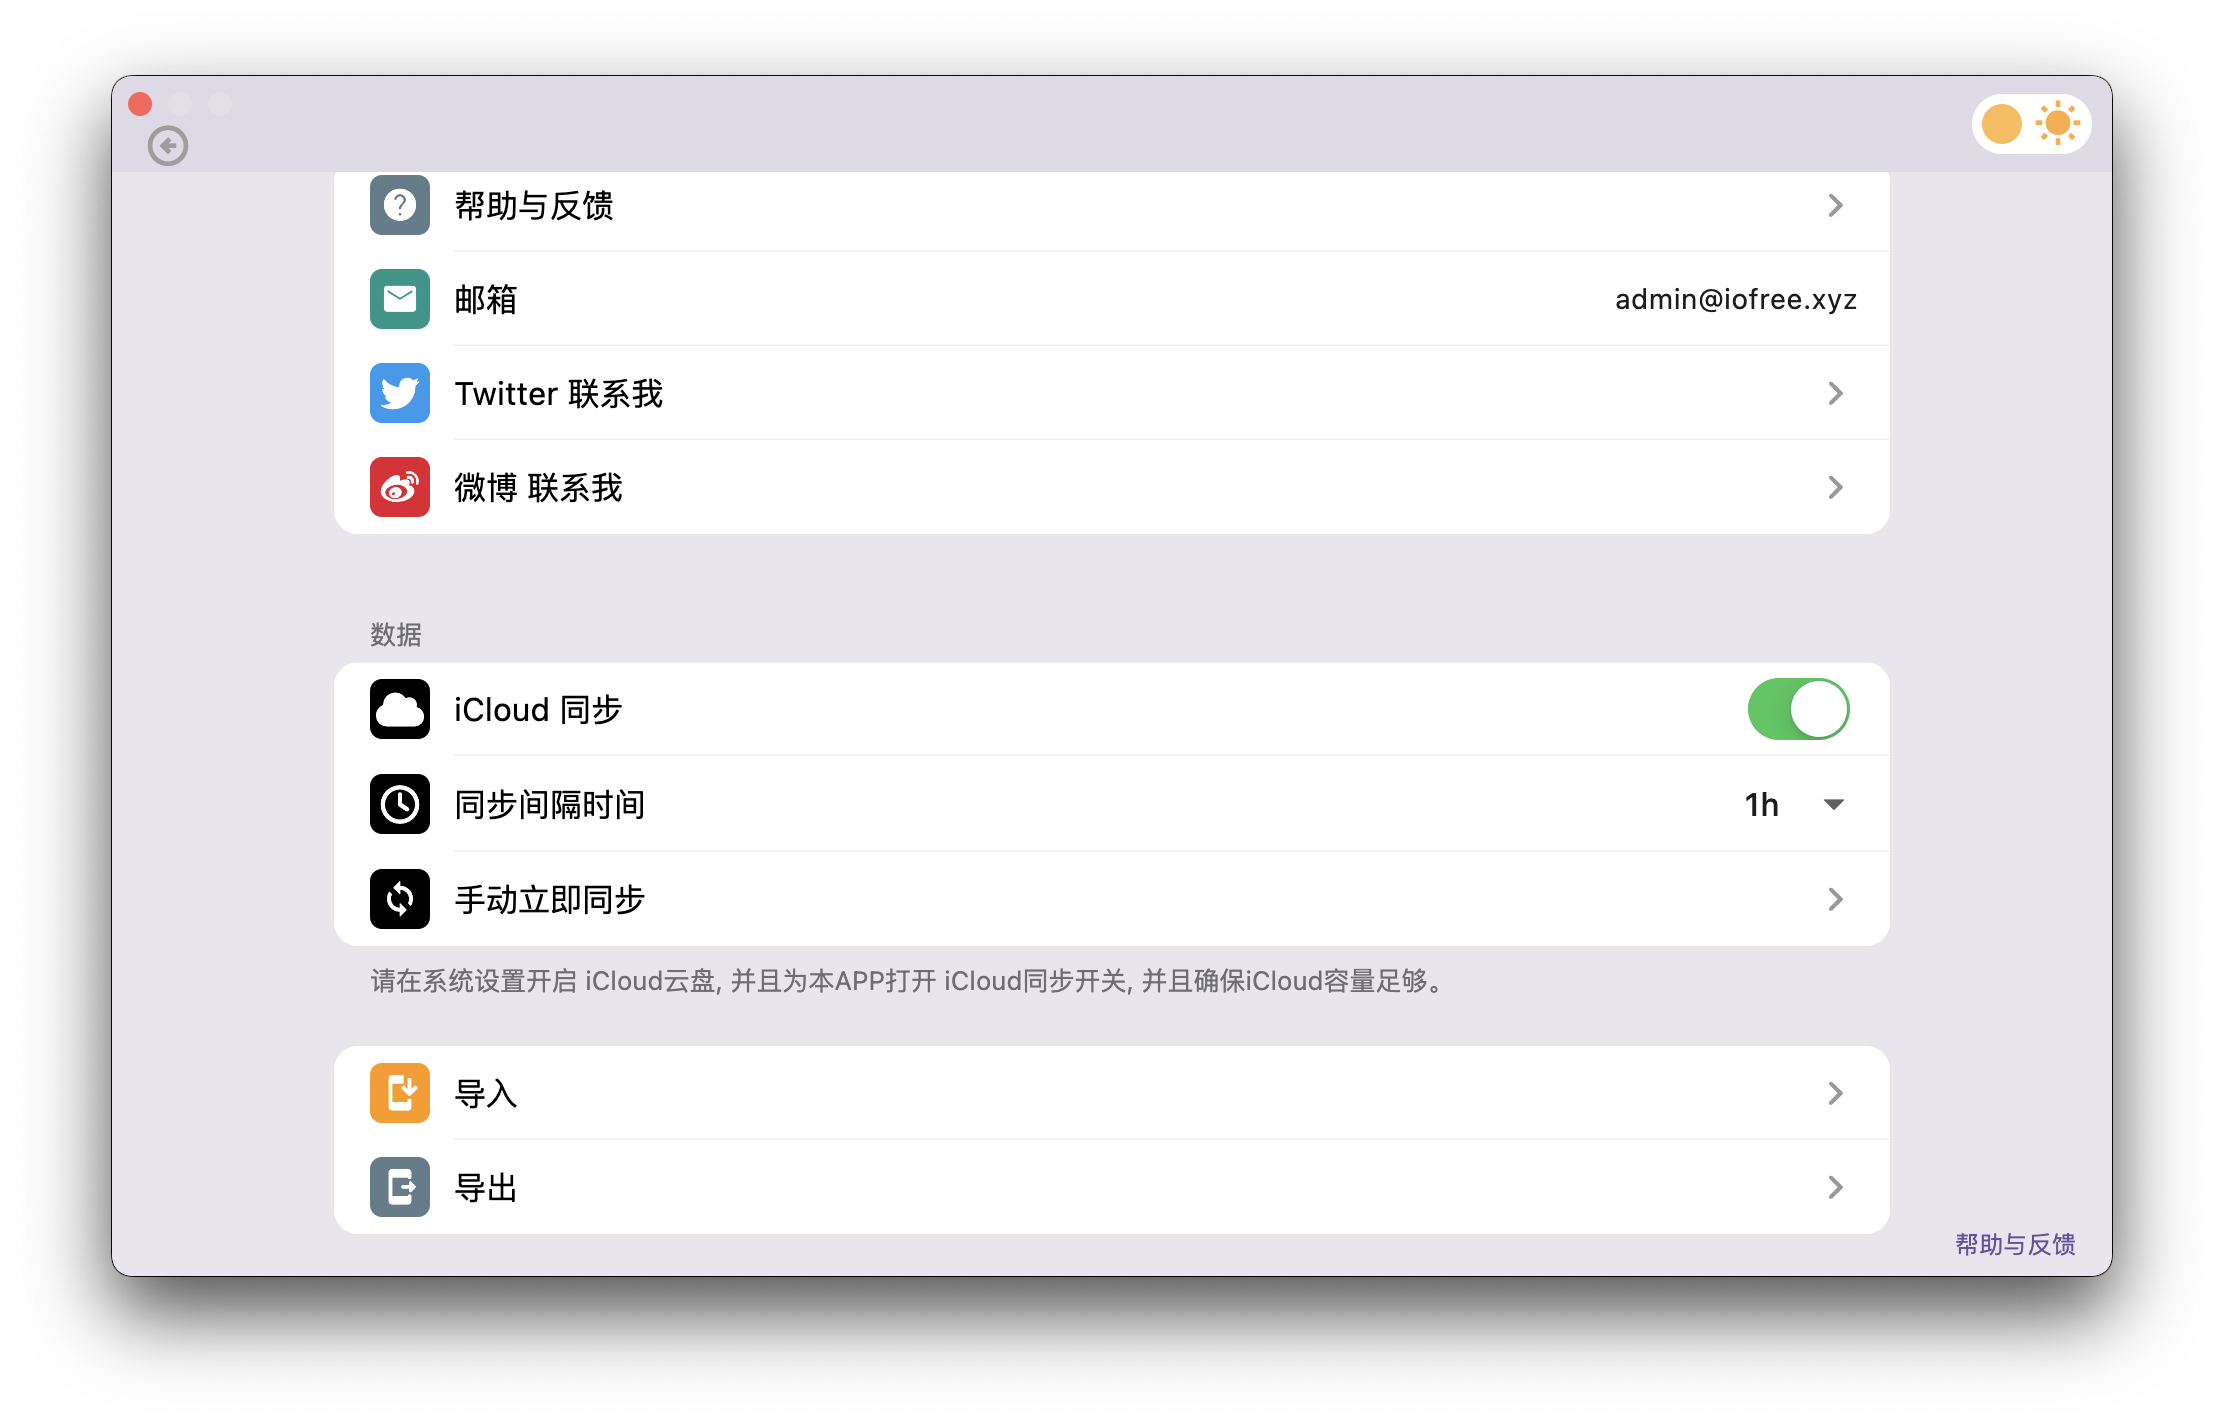 帮助与反馈
邮箱
admin@iofree.xyz
Twitter 联系我
微博 联系我
数据
iCloud 同步
同步间隔时间
1h
手动立即同步
请在系统设置开启 iCloud云盘, 并且为本APP打开 iCloud同步开关, 并且确保iCloud容量足够。
导入
导出
帮助与反馈